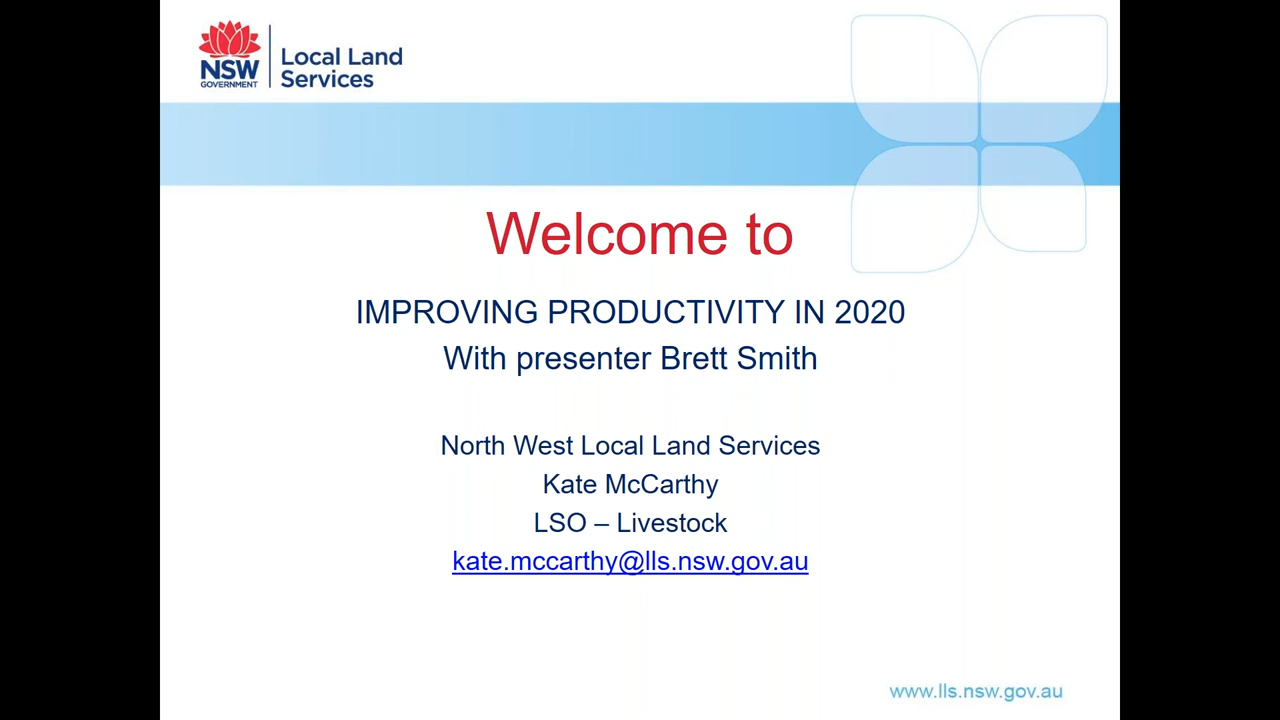 NSW
GOVERNMENT
Local Land
Services
Welcome to
IMPROVING PRODUCTIVITY IN 2020
With presenter Brett Smith
North West Local Land Services
Kate McCarthy
LSO – Livestock
kate.mccarthy@lls.nsw.gov.au
www.lls.nsw.gov.au